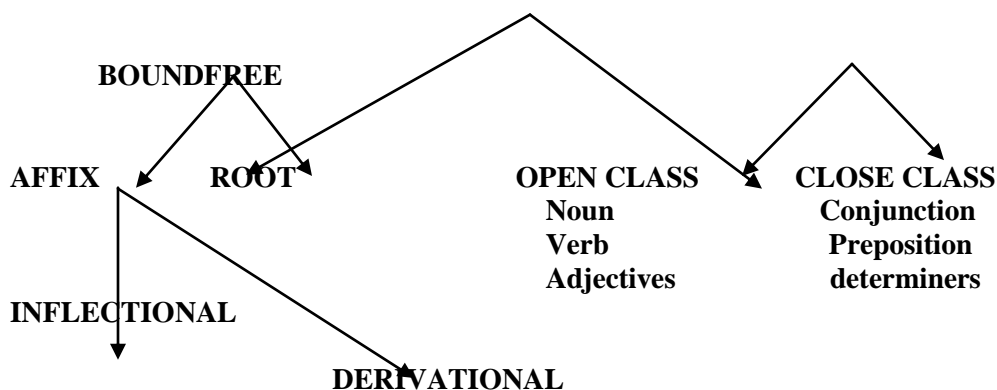 BOUNDFREE
AFFIX ROOT OPEN CLASS CLOSE CLASS
Noun Conjunction
Verb Preposition
Adjectives determiners
INFLECTIONAL
DERIVATIONAL